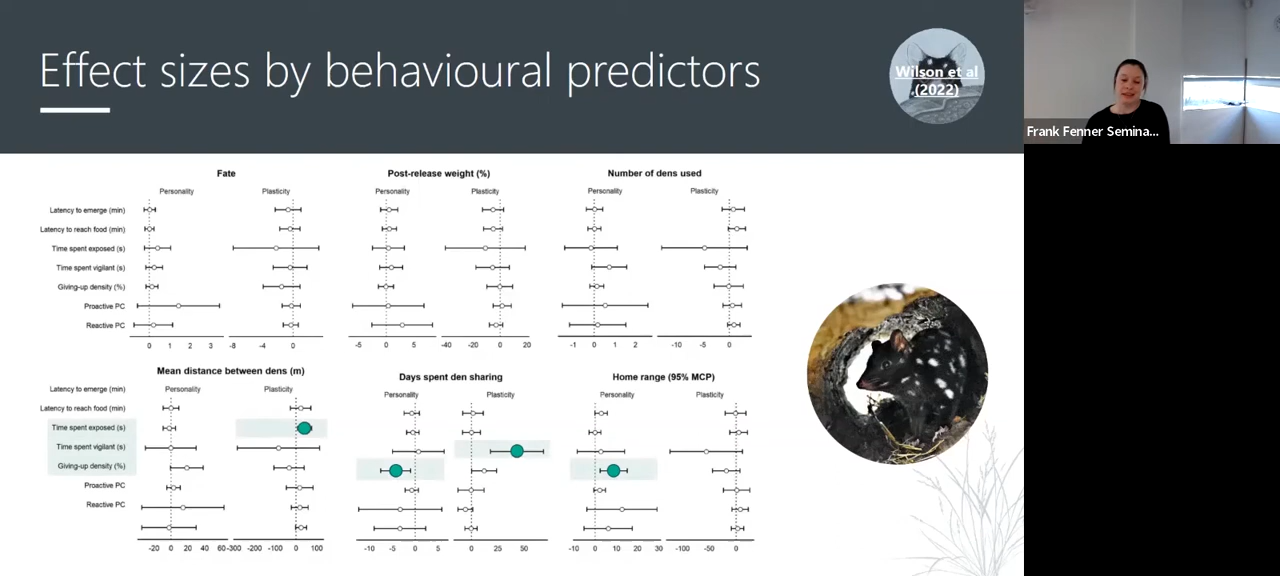 Effect sizes by behavioural predictors
Wilson et al
(2022)
Frank Fenner Semina...
Fate
Post-release weight (%)
Number of dens used
Personality
Plasticity
Personality
Plasticity
Personality
Plasticity
Latency to emerge (min)
Latency to reach food (min)
Time spent exposed (s)
Time spent vigilant (s)
Giving-up density (%)
Proactive PC
Reactive PC
0 1 2 3
-8 -4 0
-5 0 5
-40 -20 0 20
-1 0 1 2
-10 -5 0
Mean distance between dens (m)
Days spent den sharing
Home range (95% MCP)
Personality
Plasticity
Personality
Plasticity
Personality
Plasticity
Latency to emerge (min)
Latency to reach food (min)
Time spent exposed (s)
Time spent vigilant (s)
Giving-up density (%)
Proactive PC
Reactive PC
-20 0 20 40 60
-300 -200 -100 0 100
-10 -5 0 5
0 25 50
-10 0 10 20 30
-100 -50 0